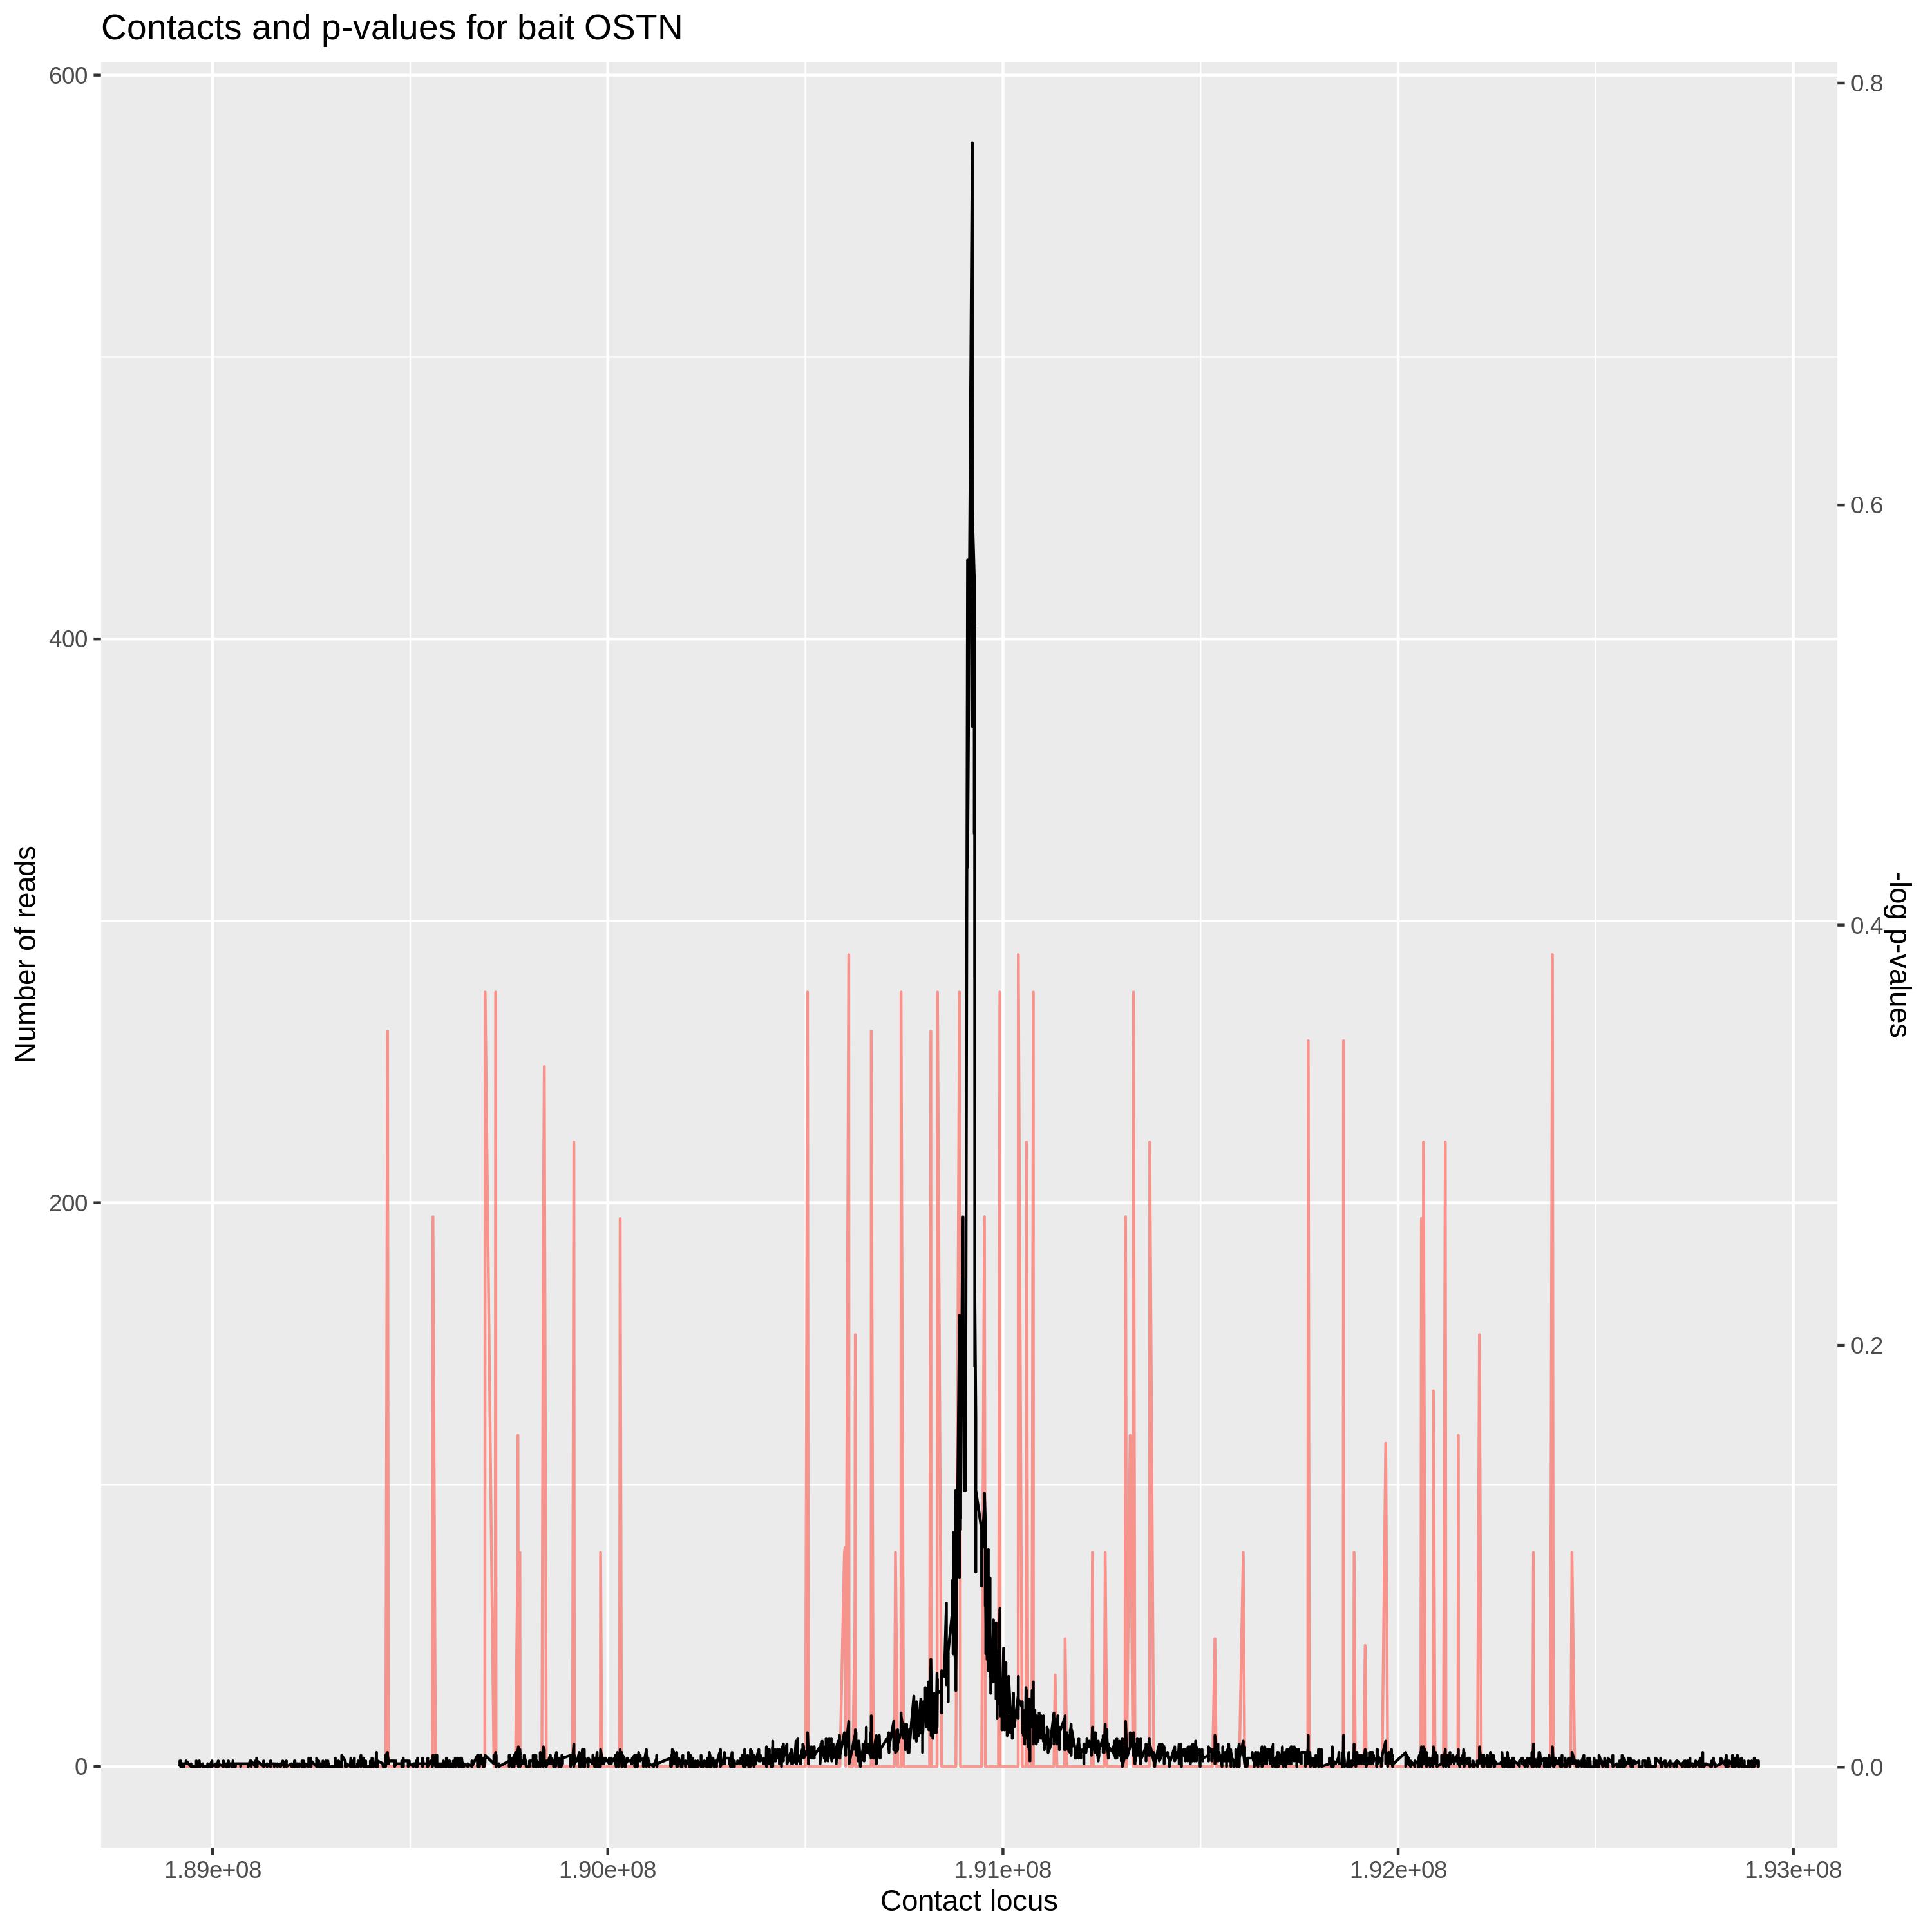 Contacts and p-values for bait OSTN
600
400
200
0
Number of reads
0.8
0.6
0.4
0.2
0.0
-log p-values
1.89e+08
1.90e+08
1.91e+08
1.92e+08
1.93e+08
Contact locus